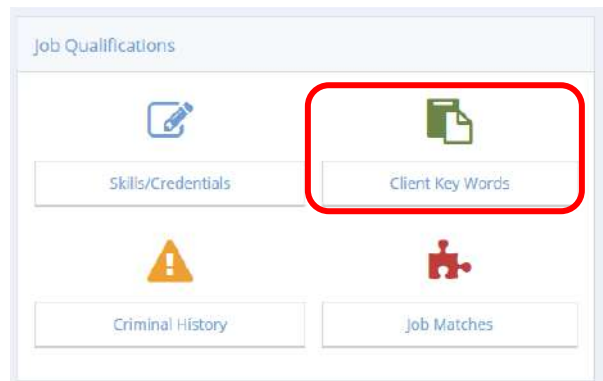 Job Qualifications
Skills/Credentials
Client Key Words
Criminal History
Job Matches